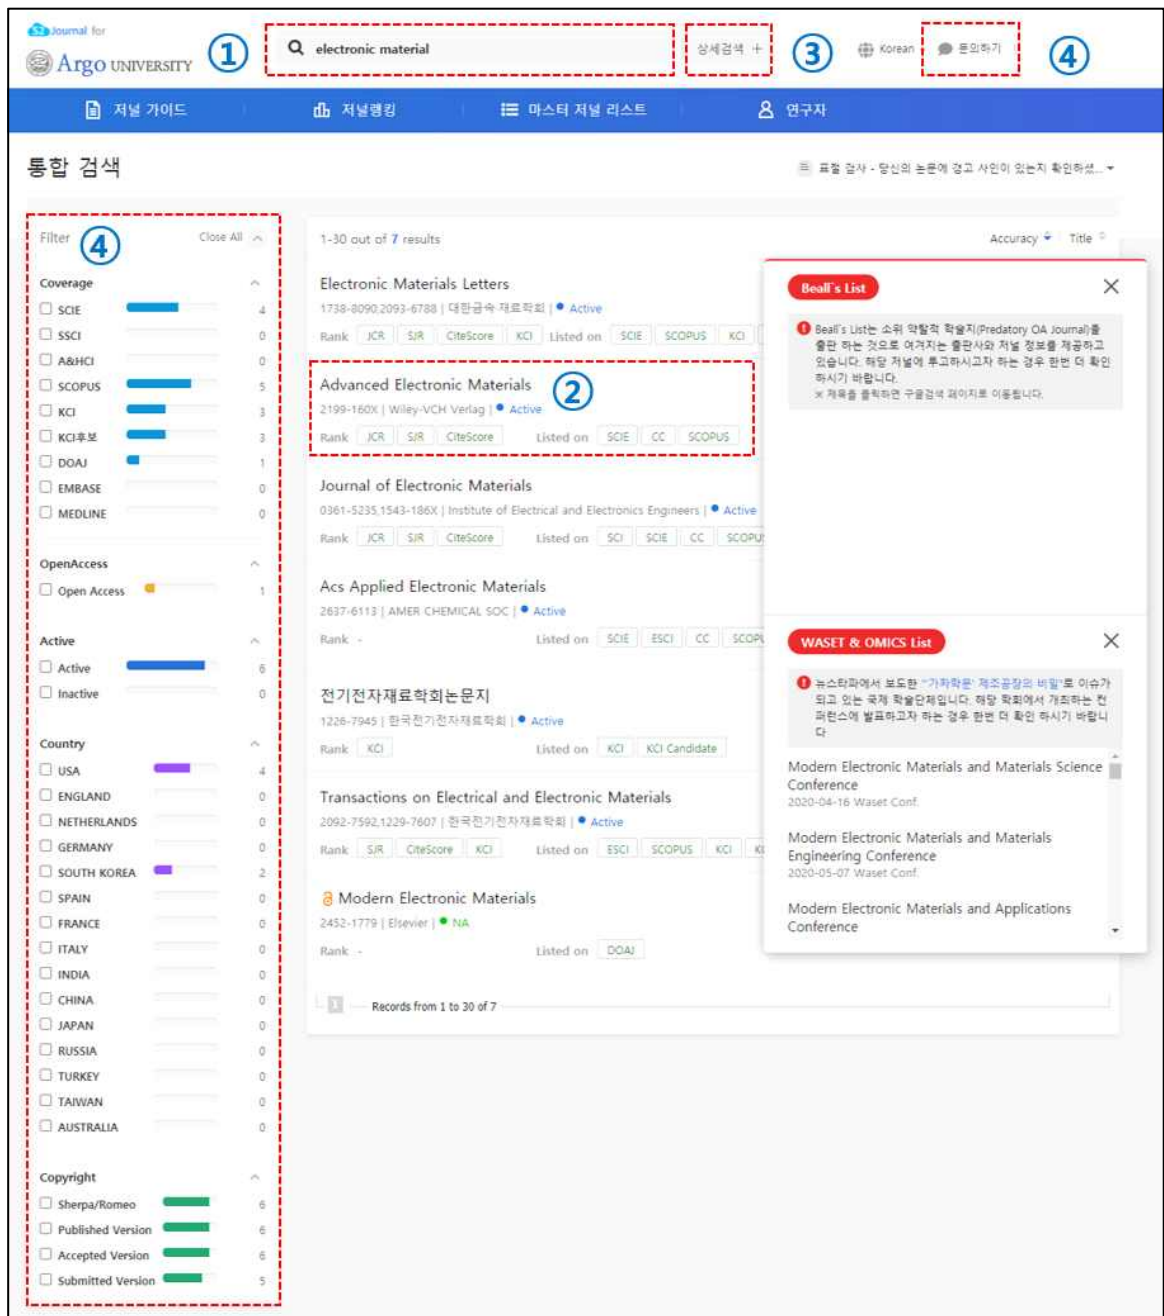 S2Journal for
Argo UNIVERSITY
①
electronic material
상세검색 +
③
Korean
문의하기
④
저널 가이드
저널랭킹
마스터 저널 리스트
연구자
통합 검색
표절 검사 - 당신의 논문에 경고 사인이 있는지 확인하셨...
Filter
④
Close All
Coverage
SCIE 4
SSCI 0
A&HCI 0
SCOPUS 5
KCI 3
KCI후보 3
DOAJ 1
EMBASE 0
MEDLINE 0
OpenAccess
Open Access 1
Active
Active 6
Inactive 0
Country
USA 4
ENGLAND 0
NETHERLANDS 0
GERMANY 0
SOUTH KOREA 2
SPAIN 0
FRANCE 0
ITALY 0
INDIA 0
CHINA 0
JAPAN 0
RUSSIA 0
TURKEY 0
TAIWAN 0
AUSTRALIA 0
Copyright
Sherpa/Romeo 6
Published Version 6
Accepted Version 6
Submitted Version 5
1-30 out of 7 results
Accuracy Title
Electronic Materials Letters
1738-8090,2093-6788 | 대한금속·재료학회 | Active
Rank JCR SJR CiteScore KCI Listed on SCIE SCOPUS KCI
Advanced Electronic Materials
②
2199-160X | Wiley-VCH Verlag | Active
Rank JCR SJR CiteScore Listed on SCIE CC SCOPUS
Journal of Electronic Materials
0361-5235,1543-186X | Institute of Electrical and Electronics Engineers | Active
Rank JCR SJR CiteScore Listed on SCI SCIE CC SCOPUS
Acs Applied Electronic Materials
2637-6113 | AMER CHEMICAL SOC | Active
Rank - Listed on SCIE ESCI CC SCOPU
전기전자재료학회논문지
1226-7945 | 한국전기전자재료학회 | Active
Rank KCI Listed on KCI KCI Candidate
Transactions on Electrical and Electronic Materials
2092-7592,1229-7607 | 한국전기전자재료학회 | Active
Rank SJR CiteScore KCI Listed on ESCI SCOPUS KCI
Modern Electronic Materials
2452-1779 | Elsevier | NA
Rank - Listed on DOAJ
1 Records from 1 to 30 of 7
Beall`s List
Beall`s List는 소위 약탈적 학술지(Predatory OA Journal)를
출판 하는 것으로 여겨지는 출판사와 저널 정보를 제공하고
있습니다. 해당 저널에 투고하시고자 하는 경우 한번 더 확인
하시기 바랍니다.
※ 제목을 클릭하면 구글검색 페이지로 이동됩니다.
WASET & OMICS List
뉴스타파에서 보도한 "'가짜학문' 제조공장의 비밀"로 이슈가
되고 있는 국제 학술단체입니다. 해당 학회에서 개최하는 컨
퍼런스에 발표하고자 하는 경우 한번 더 확인 하시기 바랍니
다
Modern Electronic Materials and Materials Science
Conference
2020-04-16 Waset Conf.
Modern Electronic Materials and Materials
Engineering Conference
2020-05-07 Waset Conf.
Modern Electronic Materials and Applications
Conference